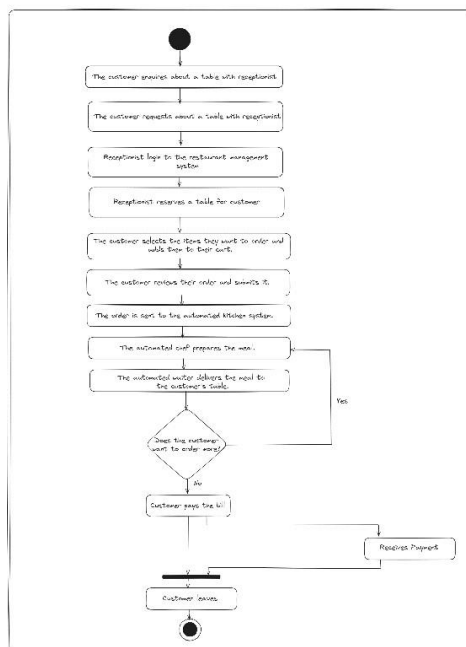 The customer enquires about a table with receptionist
The customer requests about a table with receptionist
Receptionist login to the restaurant management
system
Receptionist reserves a table for customer
The customer selects the items they want to order and
adds them to their cart.
The customer reviews their order and submits it.
The order is sent to the automated kitchen system.
The automated chef prepares the meal.
The automated waiter delivers the meal to
the customer's table.
Yes
Does the customer
want to order more?
No
Customer pays the bill
Receives Payment
Customer leaves